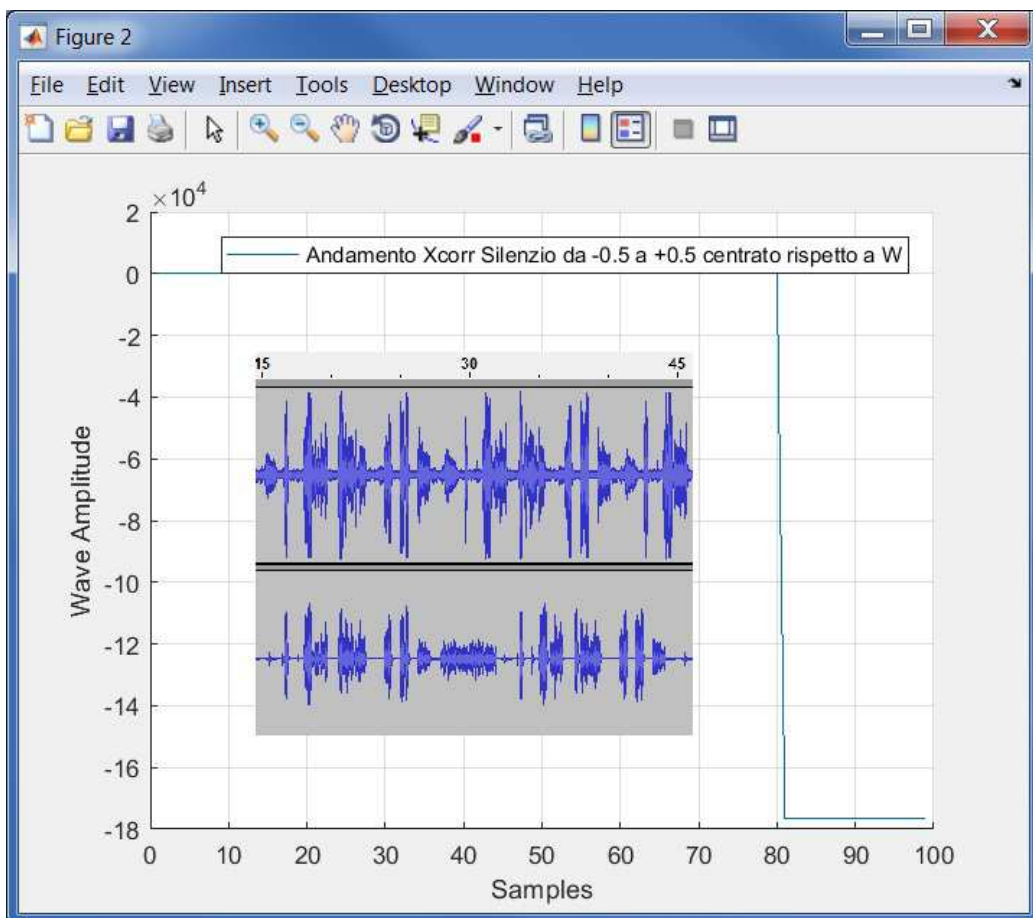 Figure 2
File Edit View Insert Tools Desktop Window Help
×10⁴
2
Andamento Xcorr Silenzio da -0.5 a +0.5 centrato rispetto a W
0
-2
15 30 45
-4
-6
-8
-10
-12
-14
-16
-18
Wave Amplitude
0 10 20 30 40 50 60 70 80 90 100
Samples